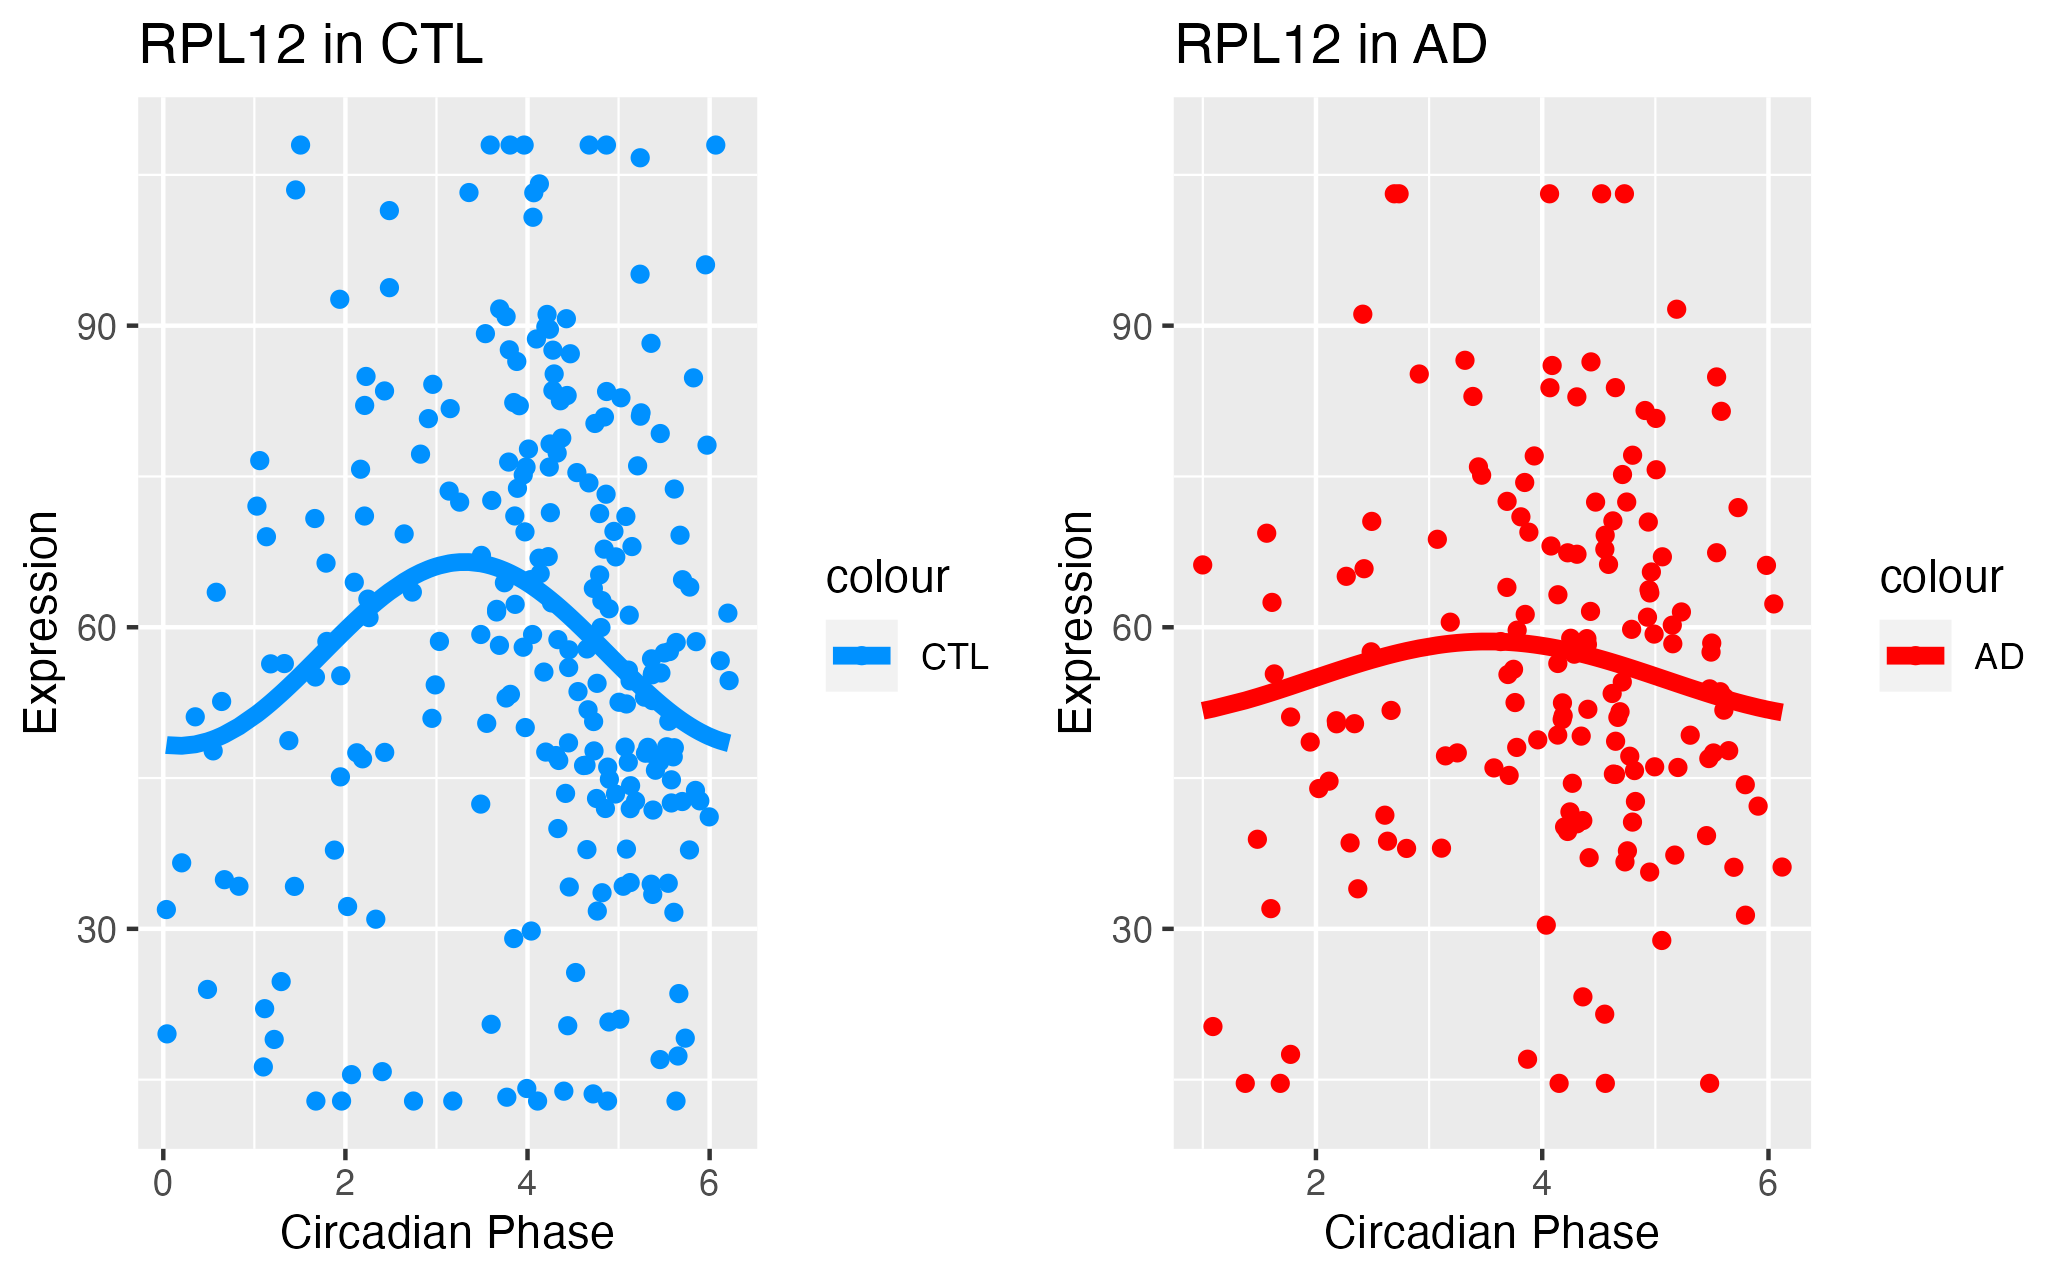 RPL12 in CTL
Expression
90
60
30
0 2 4 6
Circadian Phase
colour
CTL
RPL12 in AD
Expression
90
60
30
2 4 6
Circadian Phase
colour
AD